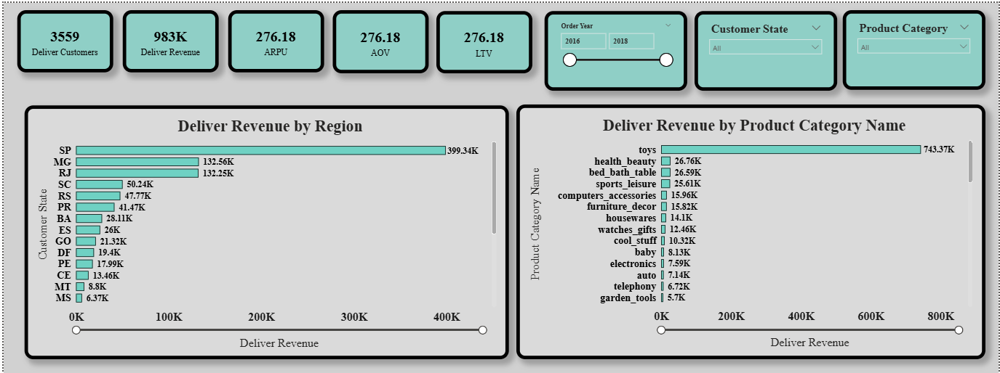 3559
Deliver Customers
983K
Deliver Revenue
276.18
ARPU
276.18
AOV
276.18
LTV
Order Year
2016
2018
Customer State
All
Product Category
All
Deliver Revenue by Region
Customer State
SP 399.34K
MG 132.56K
RJ 132.25K
SC 50.24K
RS 47.77K
PR 41.47K
BA 28.11K
ES 26K
GO 21.32K
DF 19.4K
PE 17.99K
CE 13.46K
MT 8.8K
MS 6.37K
0K 100K 200K 300K 400K
Deliver Revenue
Deliver Revenue by Product Category Name
Product Category Name
toys 743.37K
health_beauty 26.76K
bed_bath_table 26.59K
sports_leisure 25.61K
computers_accessories 15.96K
furniture_decor 15.82K
housewares 14.1K
watches_gifts 12.46K
cool_stuff 10.32K
baby 8.13K
electronics 7.59K
auto 7.14K
telephony 6.72K
garden_tools 5.7K
0K 200K 400K 600K 800K
Deliver Revenue